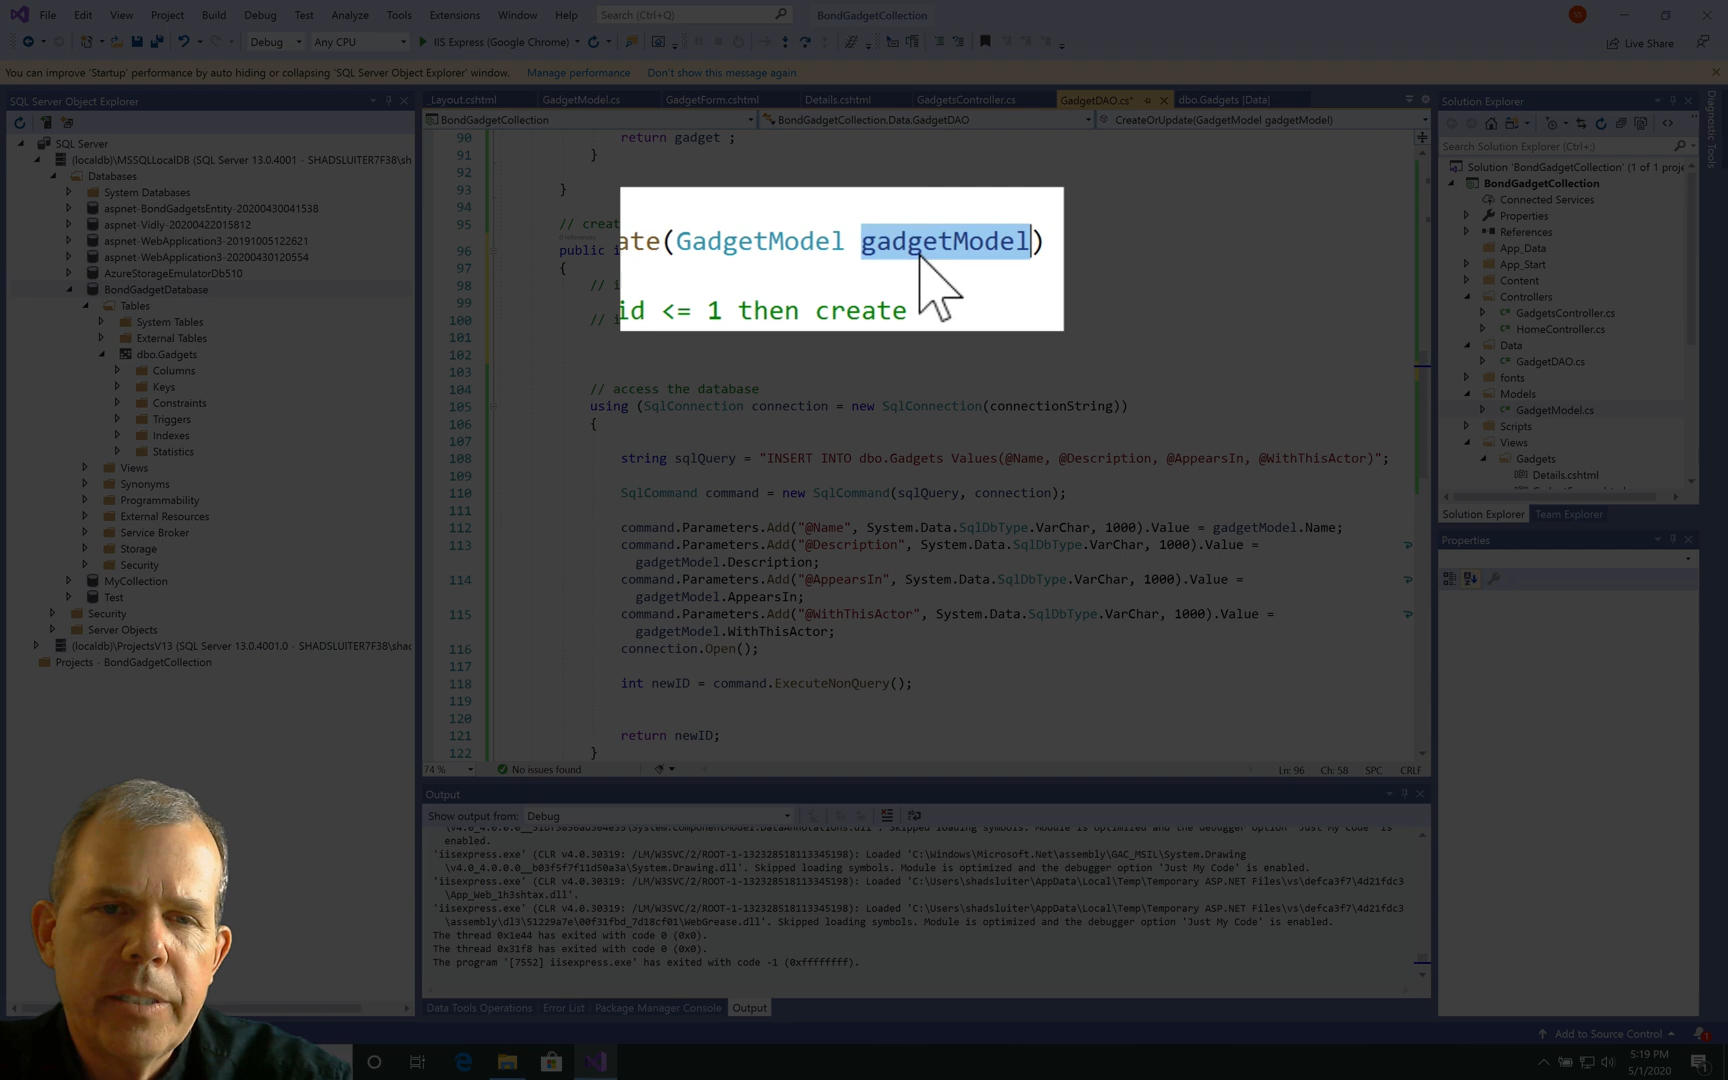 File Edit View Project Build Debug Test Analyze Tools Extensions Window Help Search (Ctrl+Q) BondGadgetCollection
Debug Any CPU IIS Express (Google Chrome) Live Share
You can improve 'Startup' performance by auto hiding or collapsing 'SQL Server Object Explorer' window. Manage performance Don't show this message again
SQL Server Object Explorer
SQL Server
(localdb)\MSSQLLocalDB (SQL Server 13.0.4001 - SHADSLUITER7F38\sh
Databases
System Databases
aspnet-BondGadgetsEntity-20200430041538
aspnet-Vidly-20200422015812
aspnet-WebApplication3-20191005122621
aspnet-WebApplication3-20200430120554
AzureStorageEmulatorDb510
BondGadgetDatabase
Tables
System Tables
External Tables
dbo.Gadgets
Columns
Keys
Constraints
Triggers
Indexes
Statistics
Views
Synonyms
Programmability
External Resources
Service Broker
Storage
Security
MyCollection
Test
Security
Server Objects
(localdb)\ProjectsV13 (SQL Server 13.0.4001.0 - SHADSLUITER7F38\shac
Projects - BondGadgetCollection
_Layout.cshtml GadgetModel.cs GadgetForm.cshtml Details.cshtml GadgetsController.cs GadgetDAO.cs* dbo.Gadgets [Data]
BondGadgetCollection BondGadgetCollection.Data.GadgetDAO CreateOrUpdate(GadgetModel gadgetModel)
90 return gadget ;
91 }
92
93 }
94
95 // creat
96 public i ate(GadgetModel gadgetModel)
97 {
98 // i
99 id <= 1 then create
100 // i
101
102
103
104 // access the database
105 using (SqlConnection connection = new SqlConnection(connectionString))
106 {
107
108 string sqlQuery = "INSERT INTO dbo.Gadgets Values(@Name, @Description, @AppearsIn, @WithThisActor)";
109
110 SqlCommand command = new SqlCommand(sqlQuery, connection);
111
112 command.Parameters.Add("@Name", System.Data.SqlDbType.VarChar, 1000).Value = gadgetModel.Name;
113 command.Parameters.Add("@Description", System.Data.SqlDbType.VarChar, 1000).Value =
gadgetModel.Description;
114 command.Parameters.Add("@AppearsIn", System.Data.SqlDbType.VarChar, 1000).Value =
gadgetModel.AppearsIn;
115 command.Parameters.Add("@WithThisActor", System.Data.SqlDbType.VarChar, 1000).Value =
gadgetModel.WithThisActor;
116 connection.Open();
117
118 int newID = command.ExecuteNonQuery();
119
120
121 return newID;
122 }
74 % No issues found Ln: 96 Ch: 58 SPC CRLF
Output
Show output from: Debug
enabled.
'iisexpress.exe' (CLR v4.0.30319: /LM/W3SVC/2/ROOT-1-132328518113345198): Loaded 'C:\Windows\Microsoft.Net\assembly\GAC_MSIL\System.Drawing
\v4.0_4.0.0.0__b03f5f7f11d50a3a\System.Drawing.dll'. Skipped loading symbols. Module is optimized and the debugger option 'Just My Code' is enabled.
'iisexpress.exe' (CLR v4.0.30319: /LM/W3SVC/2/ROOT-1-132328518113345198): Loaded 'C:\Users\shadsluiter\AppData\Local\Temp\Temporary ASP.NET Files\vs\defca3f7\4d21fdc3
\App_Web_1h3shtax.dll'.
'iisexpress.exe' (CLR v4.0.30319: /LM/W3SVC/2/ROOT-1-132328518113345198): Loaded 'C:\Users\shadsluiter\AppData\Local\Temp\Temporary ASP.NET Files\vs\defca3f7\4d21fdc3
\assembly\dl3\51229a7e\00f31fbd_7d18cf01\WebGrease.dll'. Skipped loading symbols. Module is optimized and the debugger option 'Just My Code' is enabled.
The thread 0x1e44 has exited with code 0 (0x0).
The thread 0x31f8 has exited with code 0 (0x0).
The program '[7552] iisexpress.exe' has exited with code -1 (0xffffffff).
Data Tools Operations Error List Package Manager Console Output
Solution Explorer
Search Solution Explorer (Ctrl+;)
Solution 'BondGadgetCollection' (1 of 1 proje
BondGadgetCollection
Connected Services
Properties
References
App_Data
App_Start
Content
Controllers
GadgetsController.cs
HomeController.cs
Data
GadgetDAO.cs
fonts
Models
GadgetModel.cs
Scripts
Views
Gadgets
Details.cshtml
Solution Explorer Team Explorer
Properties
Diagnostic Tools
Add to Source Control
5:19 PM
5/1/2020